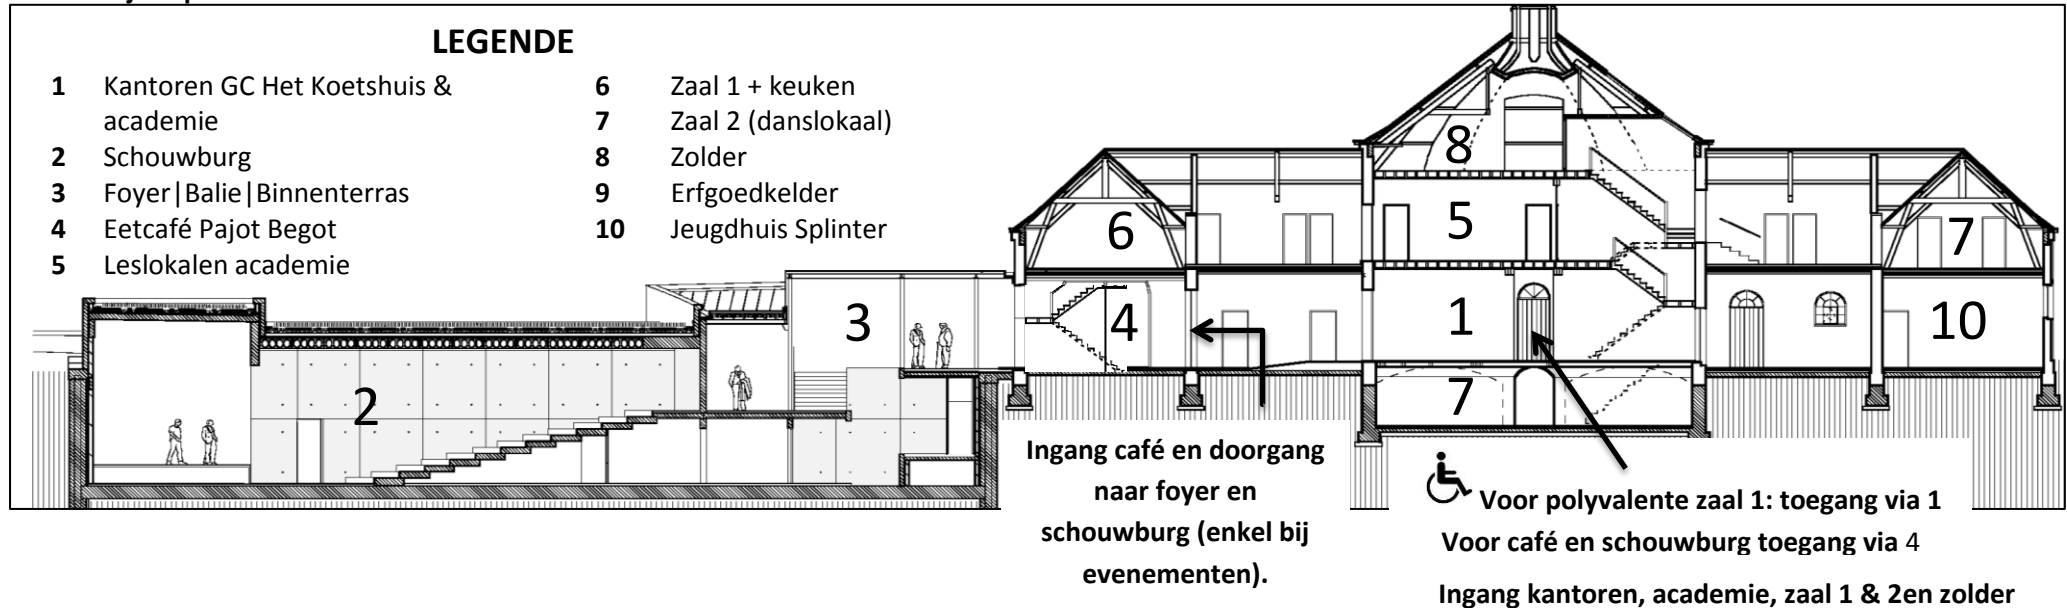 LEGENDE
1 Kantoren GC Het Koetshuis &
academie
2 Schouwburg
3 Foyer|Balie|Binnenterras
4 Eetcafé Pajot Begot
5 Leslokalen academie
6 Zaal 1 + keuken
7 Zaal 2 (danslokaal)
8 Zolder
9 Erfgoedkelder
10 Jeugdhuis Splinter
8
6
5
7
3
4
1
10
2
7
Ingang café en doorgang
naar foyer en
schouwburg (enkel bij
evenementen).
Voor polyvalente zaal 1: toegang via 1
Voor café en schouwburg toegang via 4
Ingang kantoren, academie, zaal 1 & 2en zolder